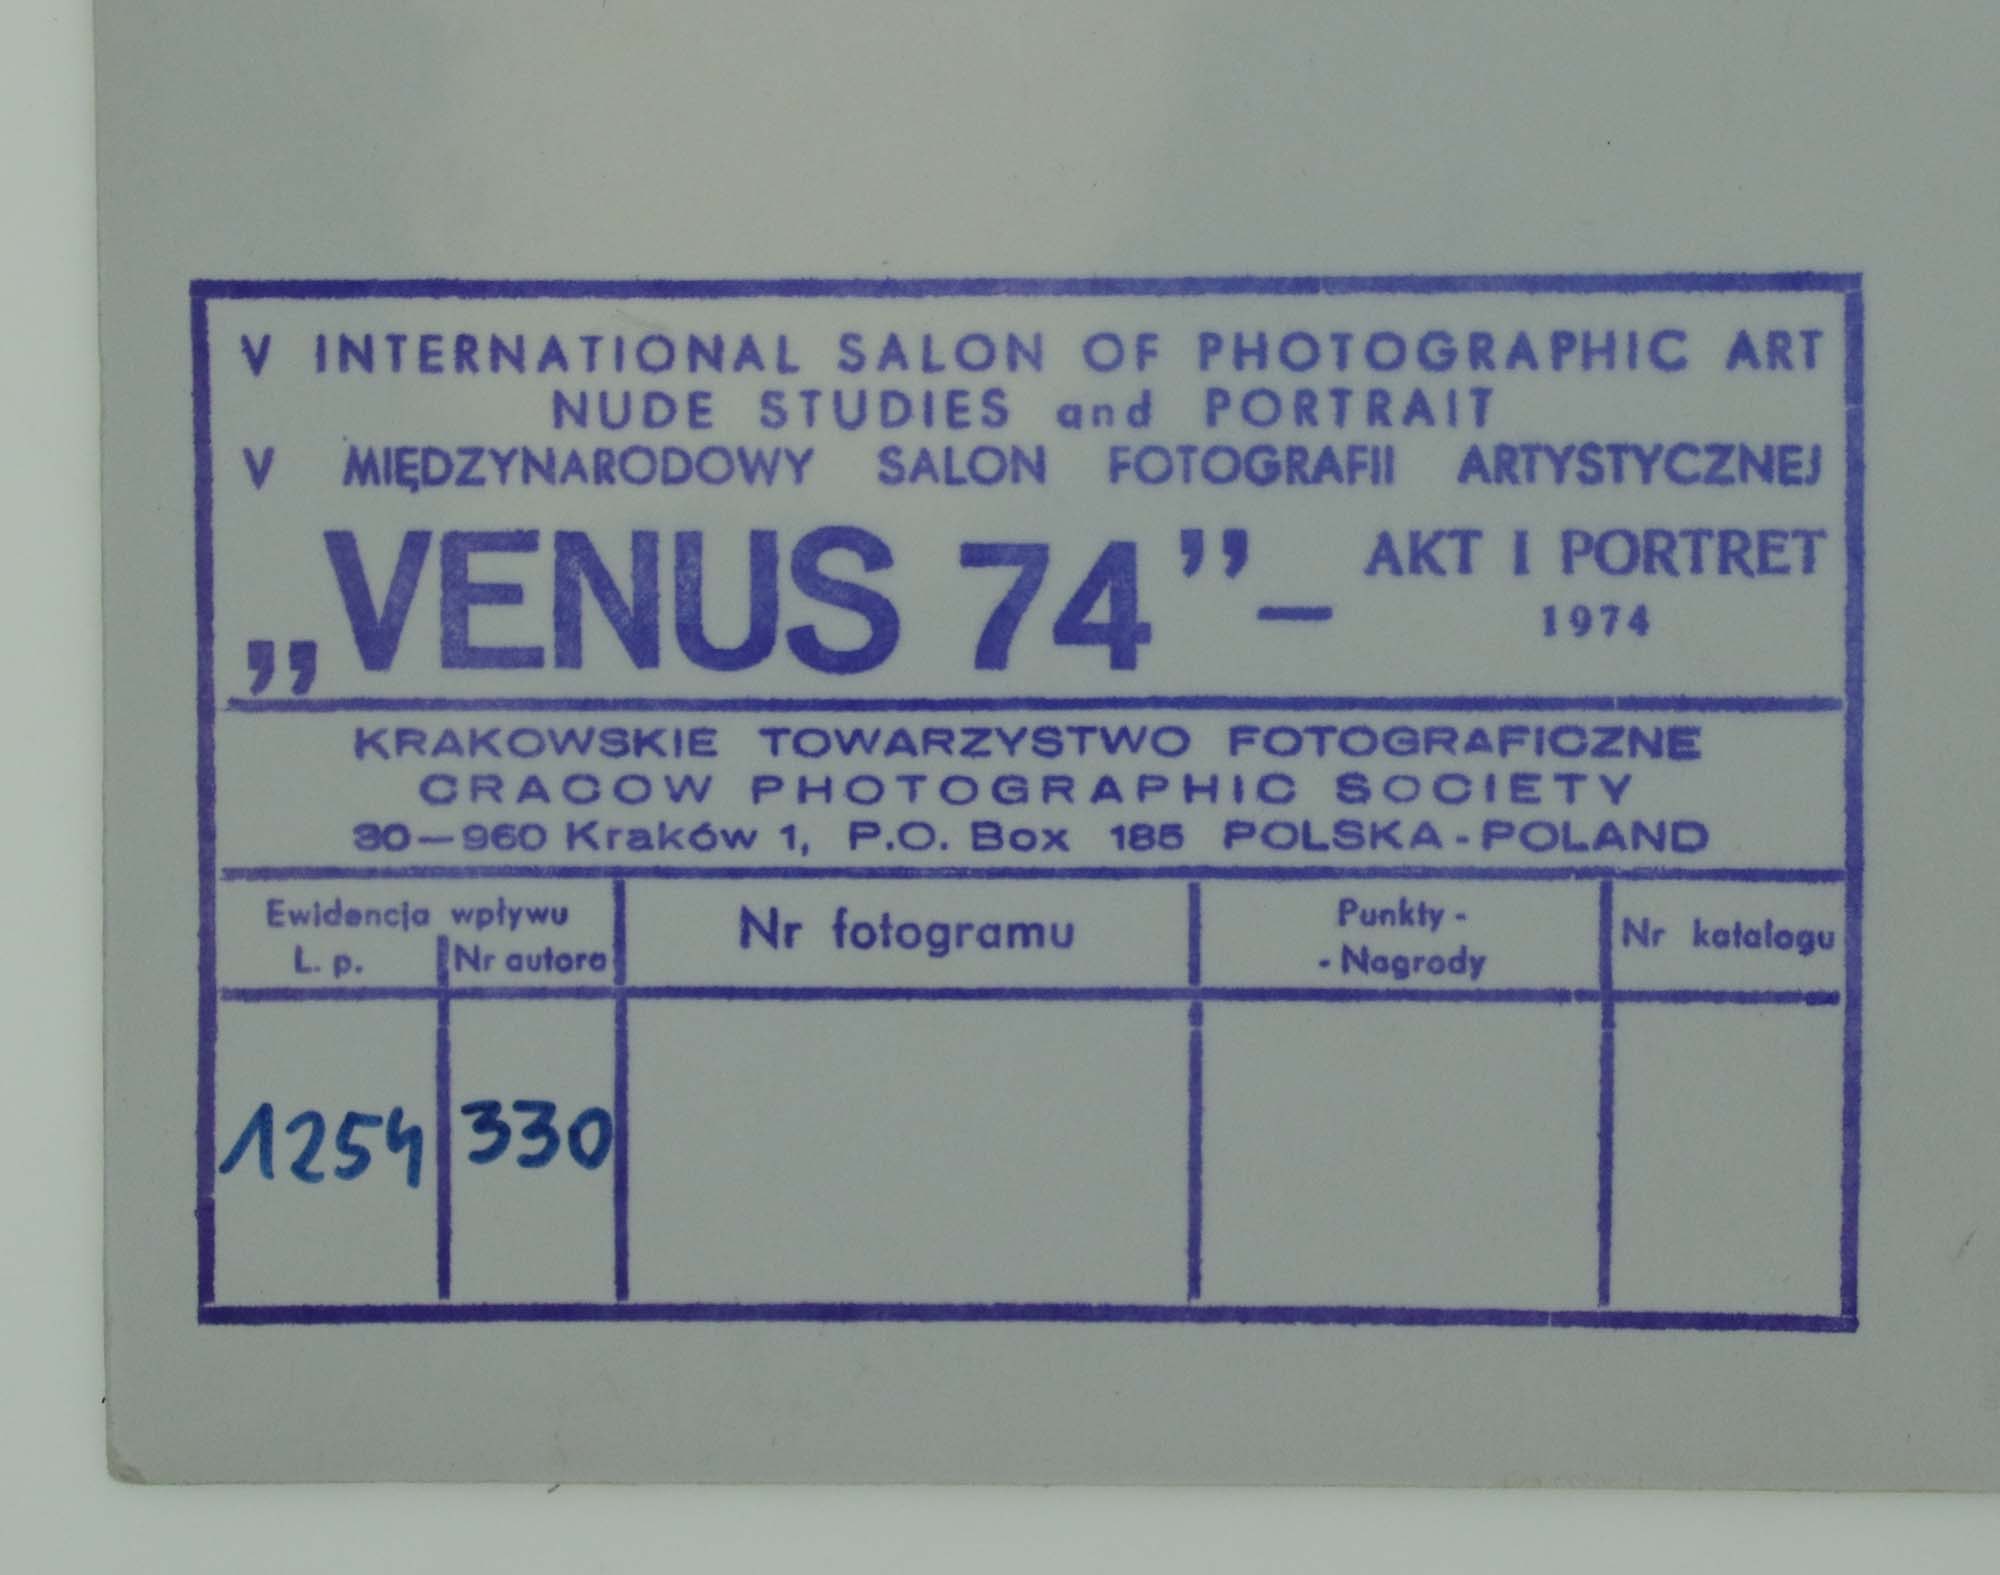 V INTERNATIONAL SALON OF PHOTOGRAPHIC ART
NUDE STUDIES and PORTRAIT
V MIĘDZYNARODOWY SALON FOTOGRAFII ARTYSTYCZNEJ
„VENUS 74” – AKT I PORTRET
1974
KRAKOWSKIE TOWARZYSTWO FOTOGRAFICZNE
CRACOW PHOTOGRAPHIC SOCIETY
30–960 Kraków 1, P.O. Box 185 POLSKA - POLAND
Ewidencja wpływu
L. p. Nr autora
Nr fotogramu
Punkty -
- Nagrody
Nr katalogu
1254 330